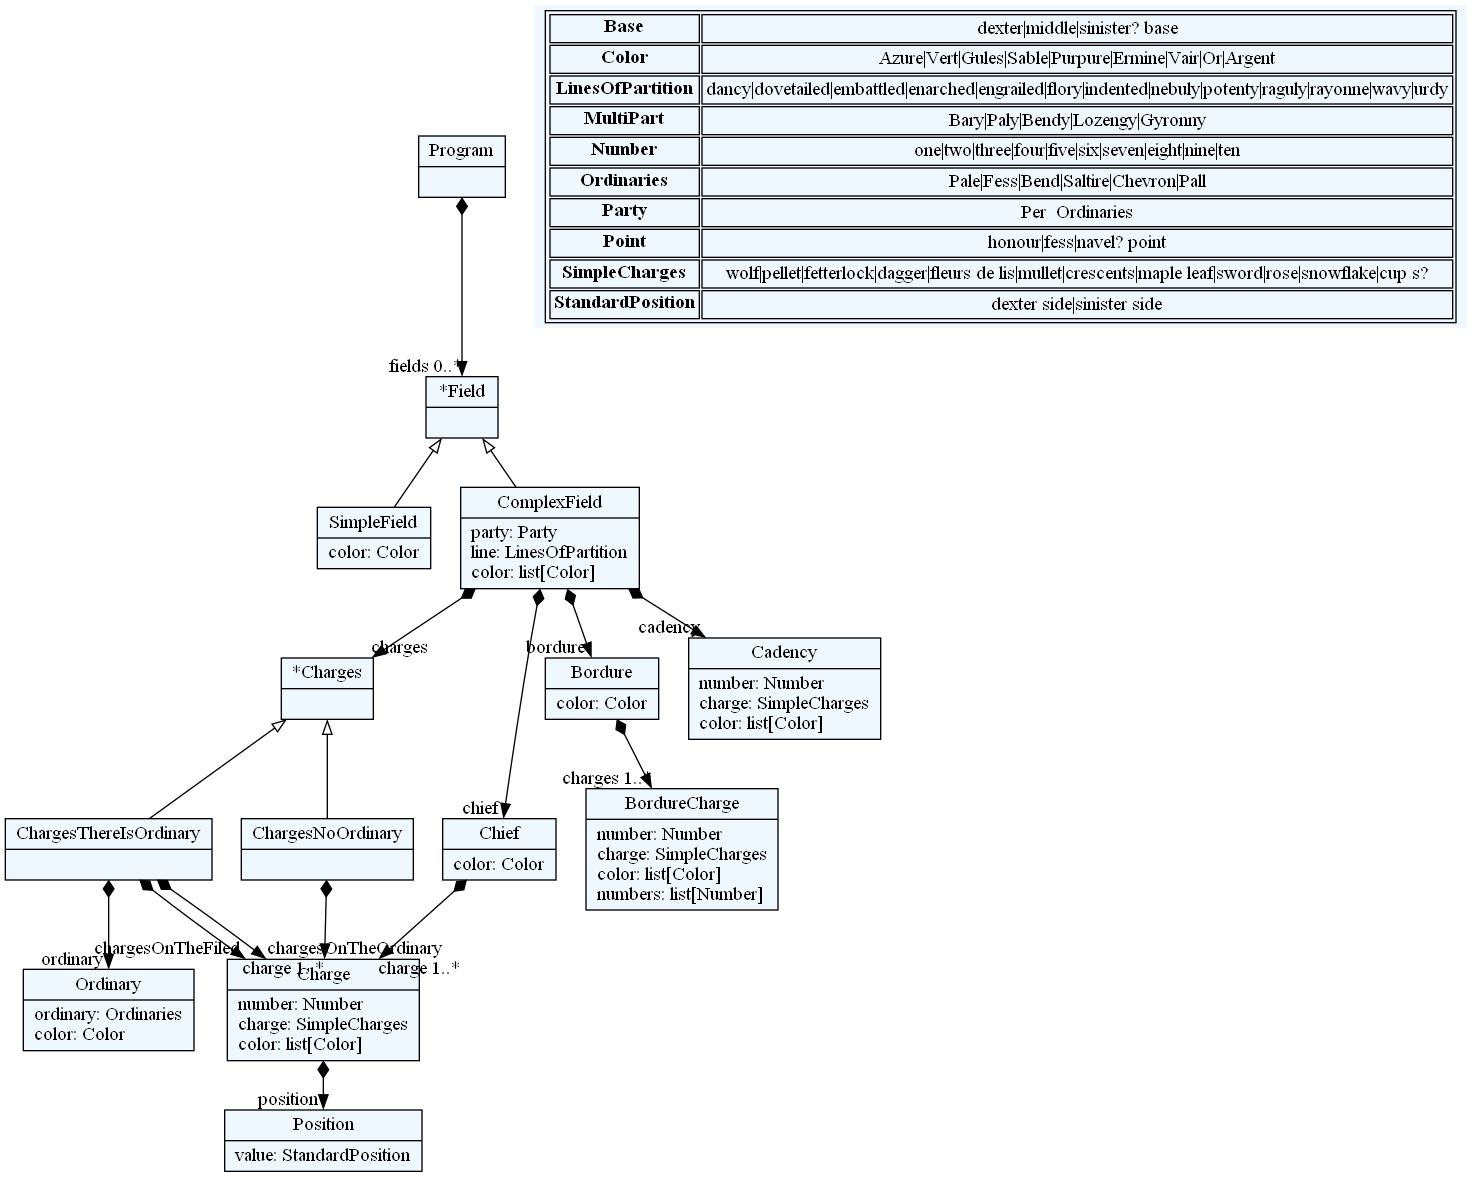 Base dexter|middle|sinister? base
Color Azure|Vert|Gules|Sable|Purpure|Ermine|Vair|Or|Argent
LinesOfPartition dancy|dovetailed|embattled|enarched|engrailed|flory|indented|nebuly|potenty|raguly|rayonne|wavy|urdy
MultiPart Bary|Paly|Bendy|Lozengy|Gyronny
Number one|two|three|four|five|six|seven|eight|nine|ten
Ordinaries Pale|Fess|Bend|Saltire|Chevron|Pall
Party Per Ordinaries
Point honour|fess|navel? point
SimpleCharges wolf|pellet|fetterlock|dagger|fleurs de lis|mullet|crescents|maple leaf|sword|rose|snowflake|cup s?
StandardPosition dexter side|sinister side
Program
fields 0..*
*Field
SimpleField
color: Color
ComplexField
party: Party
line: LinesOfPartition
color: list[Color]
charges
bordure
cadency
*Charges
Bordure
color: Color
Cadency
number: Number
charge: SimpleCharges
color: list[Color]
chief
charges 1..*
ChargesThereIsOrdinary
ChargesNoOrdinary
Chief
color: Color
BordureCharge
number: Number
charge: SimpleCharges
color: list[Color]
numbers: list[Number]
ordinary
chargesOnTheFiled
chargesOnTheOrdinary
charge 1..*
charge 1..*
Ordinary
ordinary: Ordinaries
color: Color
Charge
number: Number
charge: SimpleCharges
color: list[Color]
position
Position
value: StandardPosition